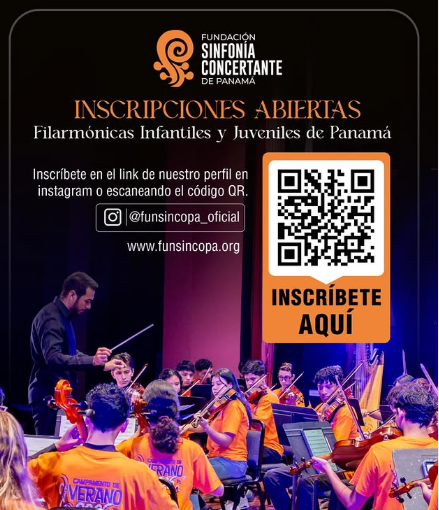 FUNDACIÓN
SINFONÍA
CONCERTANTE
DE PANAMÁ
INSCRIPCIONES ABIERTAS
Filarmónicas Infantiles y Juveniles de Panamá
Inscríbete en el link de nuestro perfil en
instagram o escaneando el código QR.
@funsincopa_oficial
www.funsincopa.org
INSCRÍBETE
AQUÍ
CAMPAMENTO DE
VERANO
VERANO